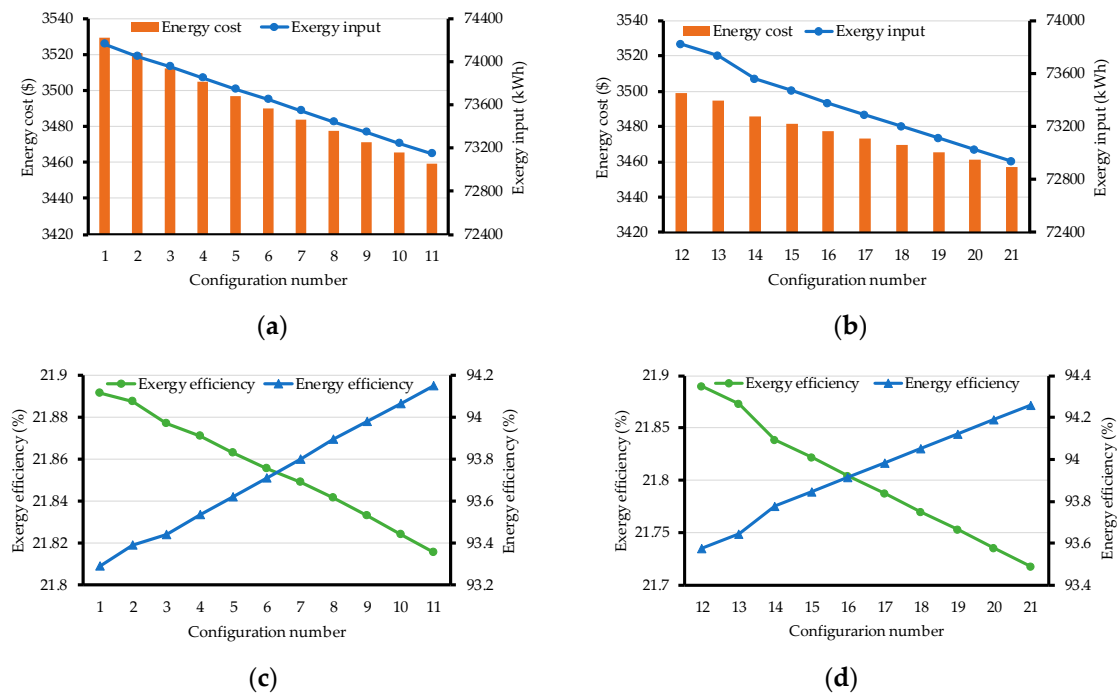 Energy cost Exergy input
3540
3520
3500
3480
3460
3440
3420
Energy cost ($)
74400
74000
73600
73200
72800
72400
Exergy input (kWh)
1 2 3 4 5 6 7 8 9 10 11
Configuration number
(a)
Energy cost Exergy input
3540
3520
3500
3480
3460
3440
3420
Energy cost ($)
74000
73600
73200
72800
72400
Exergy input (kWh)
12 13 14 15 16 17 18 19 20 21
Configuration number
(b)
Exergy efficiency Energy efficiency
21.9
21.88
21.86
21.84
21.82
21.8
Exergy efficiency (%)
94.2
94
93.8
93.6
93.4
93.2
Energy efficiency (%)
1 2 3 4 5 6 7 8 9 10 11
Configuration number
(c)
Exergy efficiency Energy efficiency
21.9
21.85
21.8
21.75
21.7
Exergy efficiency (%)
94.4
94.2
94
93.8
93.6
93.4
Energy efficiency (%)
12 13 14 15 16 17 18 19 20 21
Configurarion number
(d)